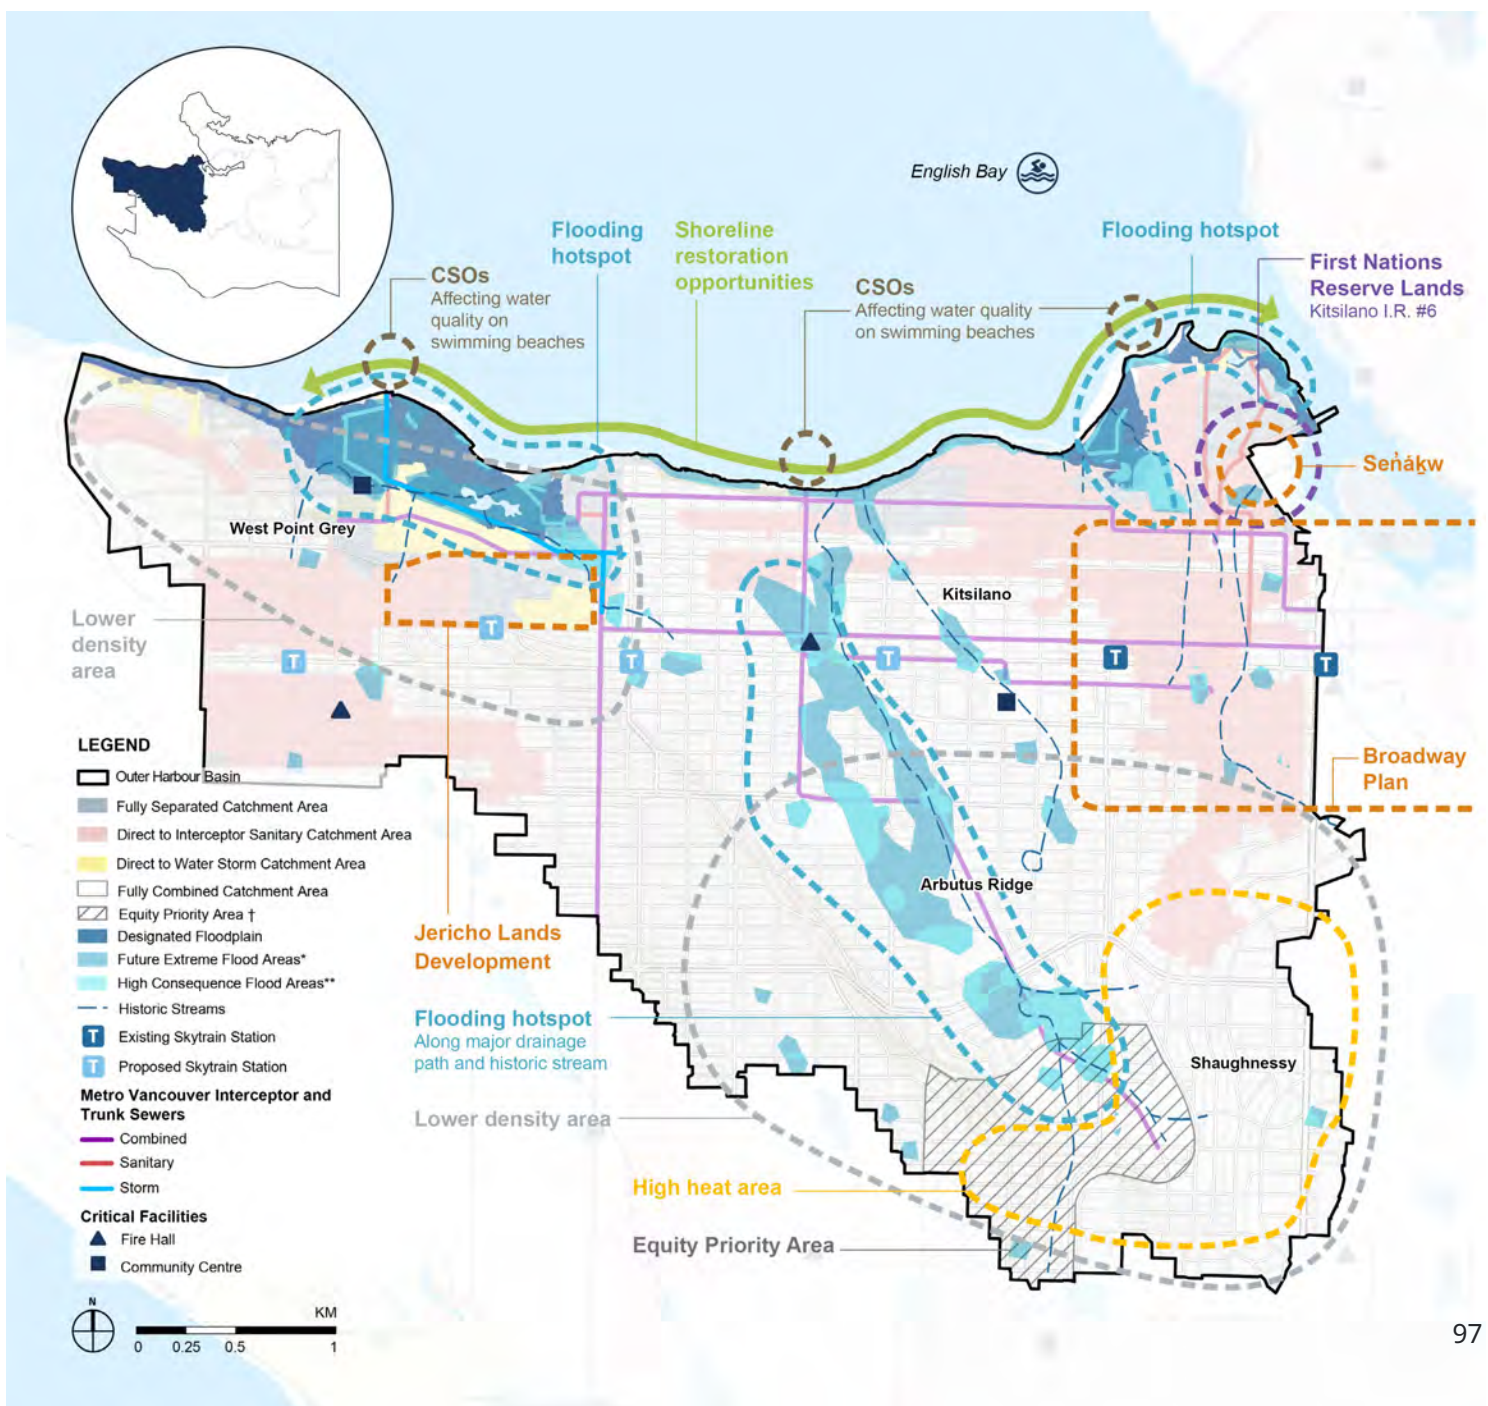 English Bay
Flooding
hotspot
Shoreline
restoration
opportunities
Flooding hotspot
First Nations
Reserve Lands
Kitsilano I.R. #6
CSOs
Affecting water
quality on
swimming beaches
CSOs
Affecting water quality
on swimming beaches
Sen̓áḵw
West Point Grey
Kitsilano
Lower
density
area
T
T
T
T
T
T
Broadway
Plan
LEGEND
Outer Harbour Basin
Fully Separated Catchment Area
Direct to Interceptor Sanitary Catchment Area
Direct to Water Storm Catchment Area
Fully Combined Catchment Area
Equity Priority Area †
Designated Floodplain
Future Extreme Flood Areas*
High Consequence Flood Areas**
Historic Streams
T Existing Skytrain Station
T Proposed Skytrain Station
Metro Vancouver Interceptor and
Trunk Sewers
Combined
Sanitary
Storm
Critical Facilities
Fire Hall
Community Centre
Arbutus Ridge
Jericho Lands
Development
Flooding hotspot
Along major drainage
path and historic stream
Shaughnessy
Lower density area
High heat area
Equity Priority Area
N
KM
0 0.25 0.5 1
97